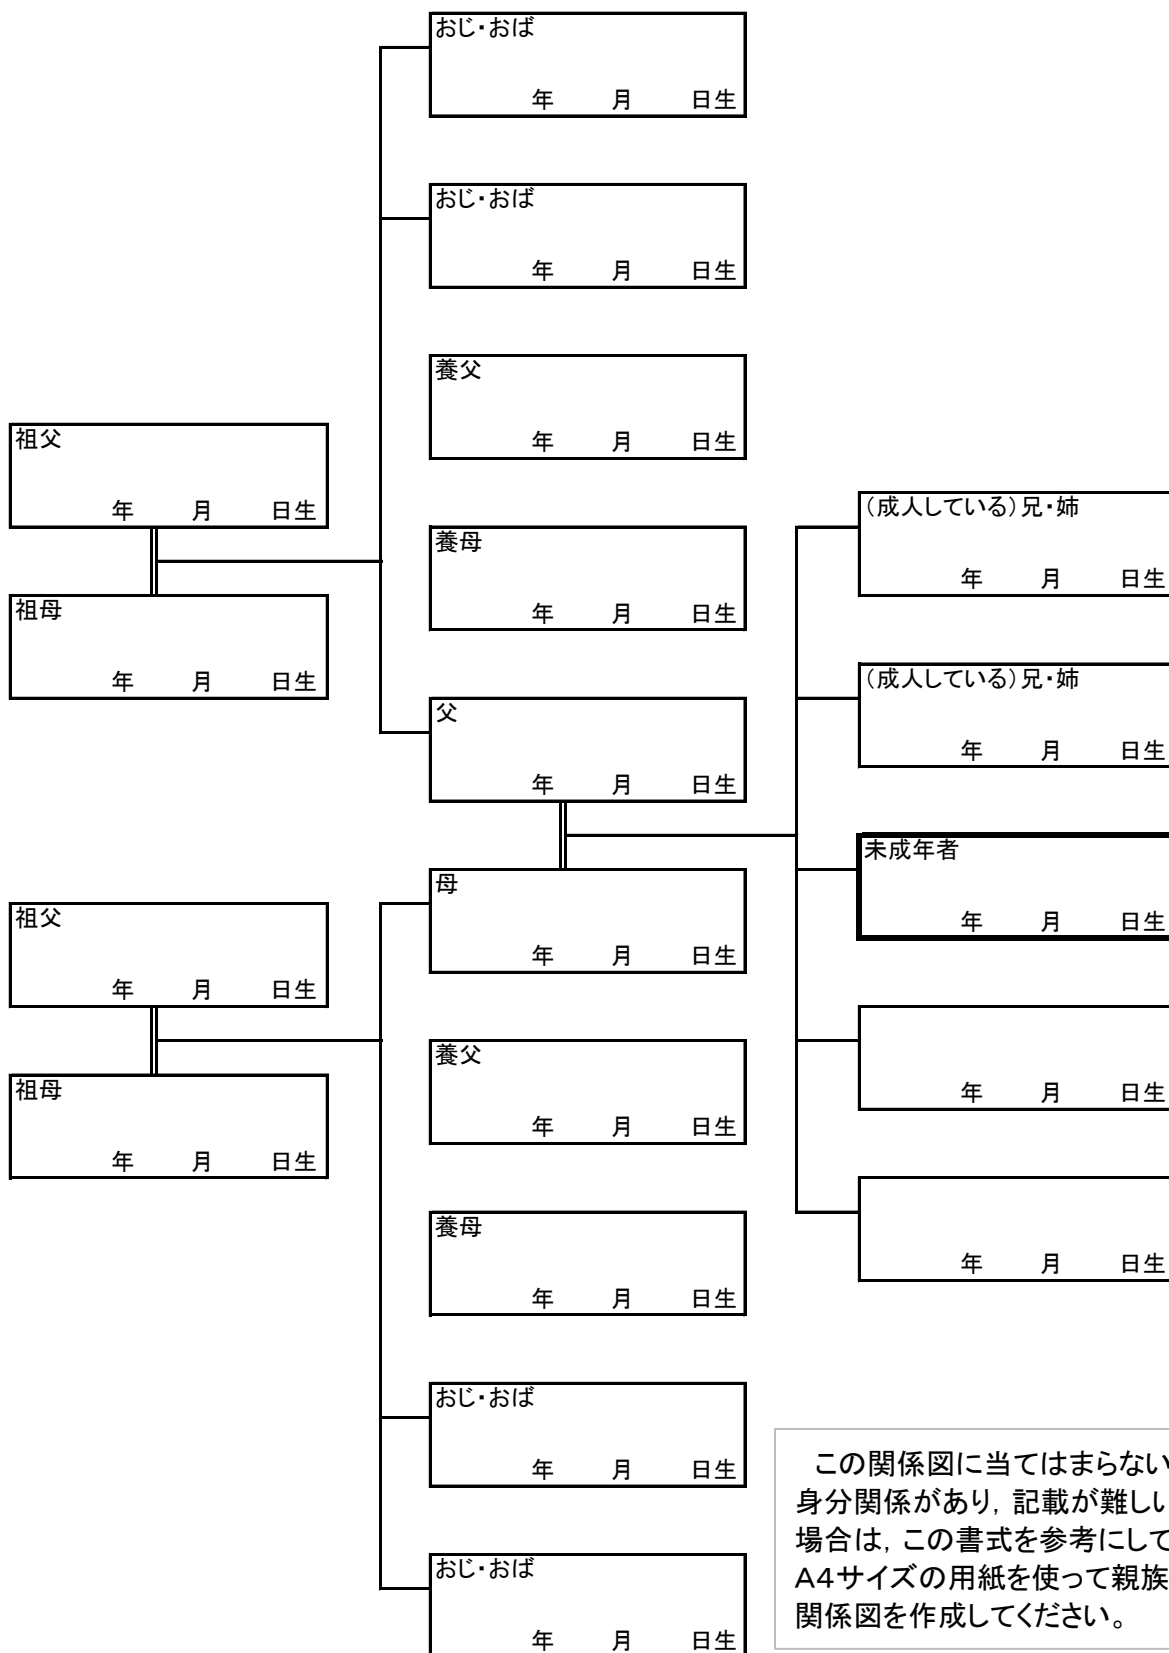 おじ・おば
年 月 日生
おじ・おば
年 月 日生
養父
年 月 日生
祖父
年 月 日生
養母
年 月 日生
(成人している)兄・姉
年 月 日生
祖母
年 月 日生
(成人している)兄・姉
年 月 日生
父
年 月 日生
未成年者
年 月 日生
母
年 月 日生
祖父
年 月 日生
年 月 日生
養父
年 月 日生
祖母
年 月 日生
年 月 日生
養母
年 月 日生
おじ・おば
年 月 日生
おじ・おば
年 月 日生
この関係図に当てはまらない
身分関係があり，記載が難しい
場合は，この書式を参考にして
A4サイズの用紙を使って親族
関係図を作成してください。